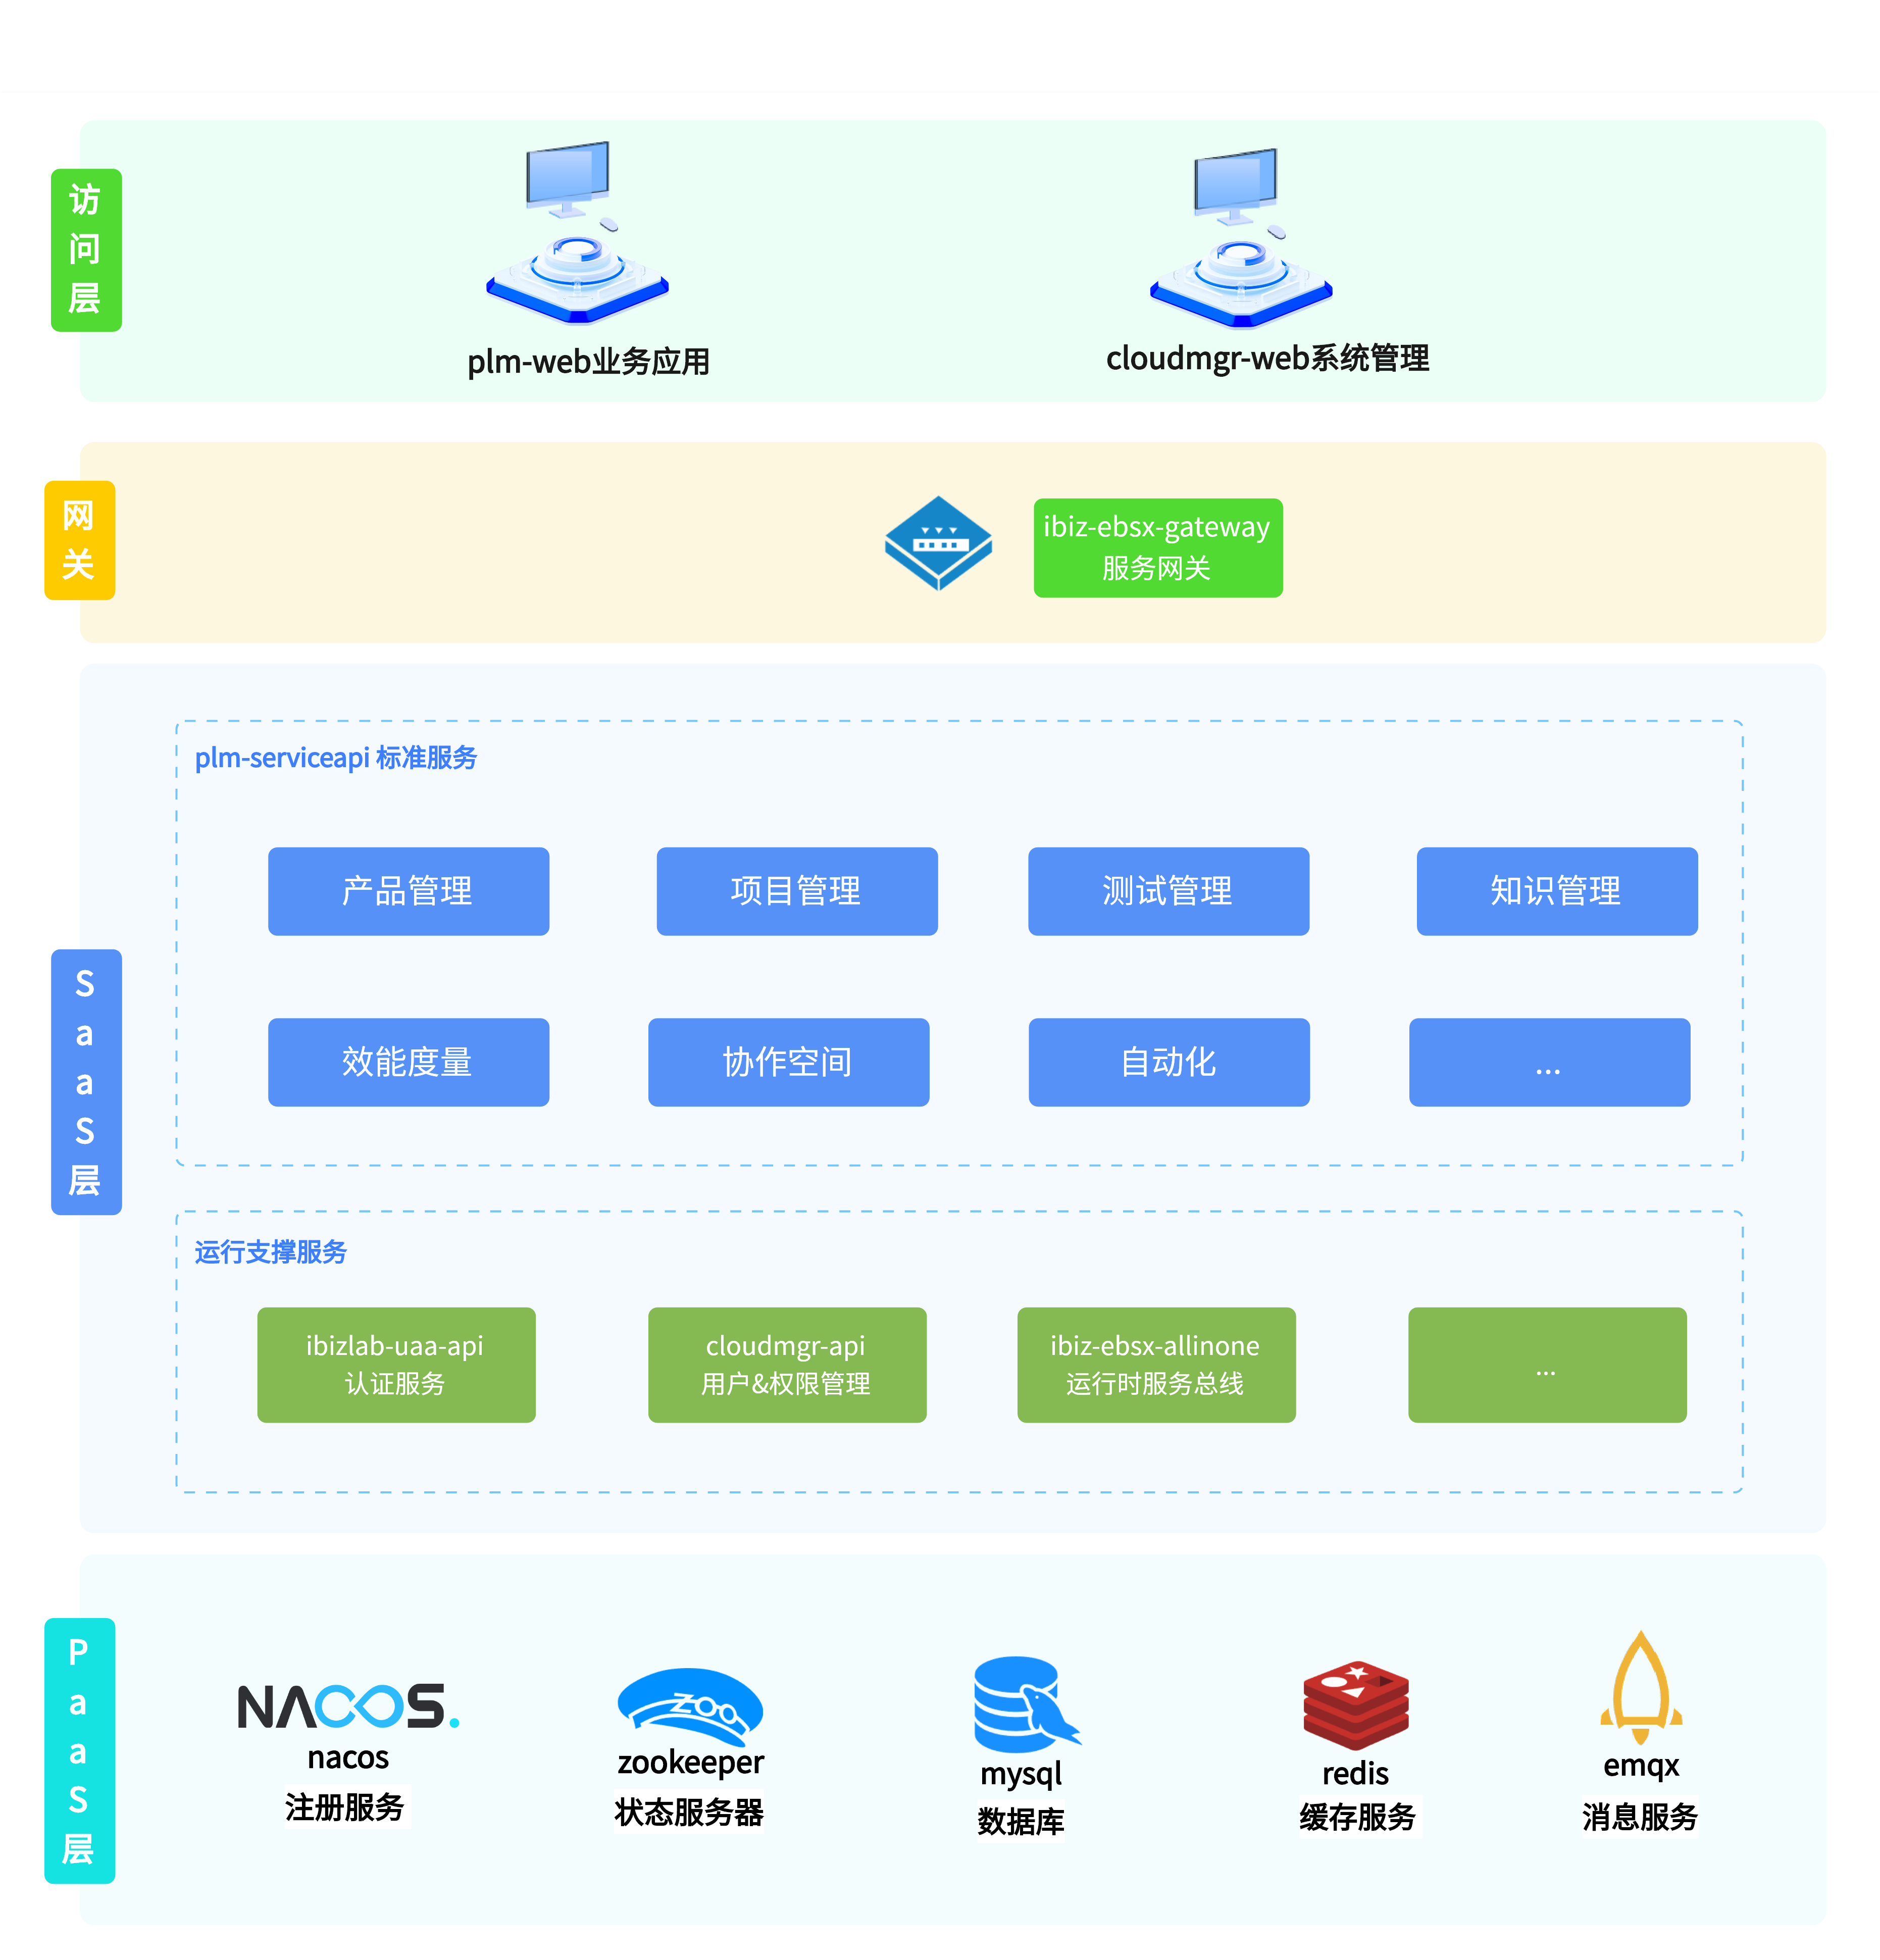 访问层
plm-web业务应用
cloudmgr-web系统管理
网关
ibiz-ebsx-gateway
服务网关
SaaS层
plm-serviceapi 标准服务
产品管理
项目管理
测试管理
知识管理
效能度量
协作空间
自动化
...
运行支撑服务
ibizlab-uaa-api
认证服务
cloudmgr-api
用户&权限管理
ibiz-ebsx-allinone
运行时服务总线
...
PaaS层
NACOS.
nacos
注册服务
ZOO
zookeeper
状态服务器
mysql
数据库
redis
缓存服务
emqx
消息服务